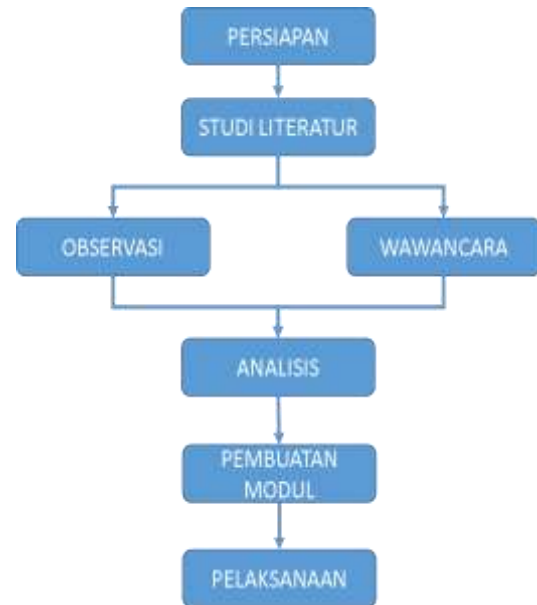 PERSIAPAN
STUDI LITERATUR
OBSERVASI
WAWANCARA
ANALISIS
PEMBUATAN
MODUL
PELAKSANAAN